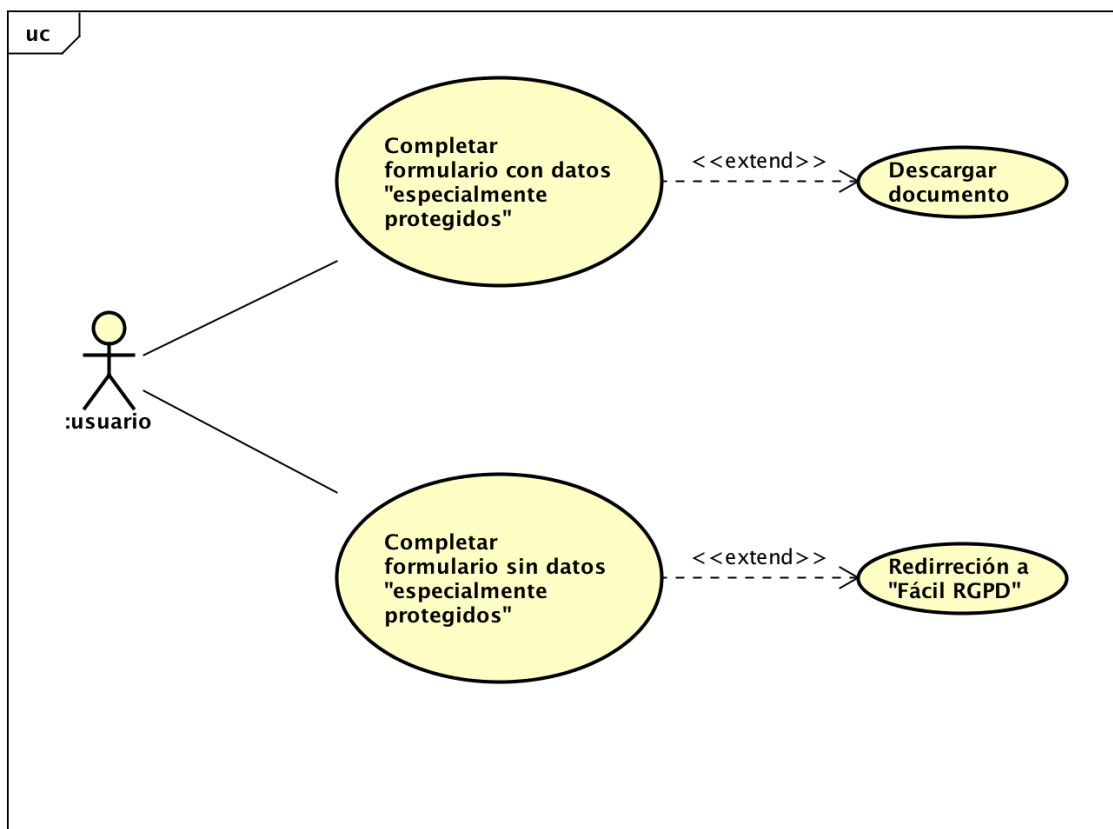 uc
Completar
formulario con datos
"especialmente
protegidos"
<<extend>>
Descargar
documento
:usuario
Completar
formulario sin datos
"especialmente
protegidos"
<<extend>>
Redirreción a
"Fácil RGPD"